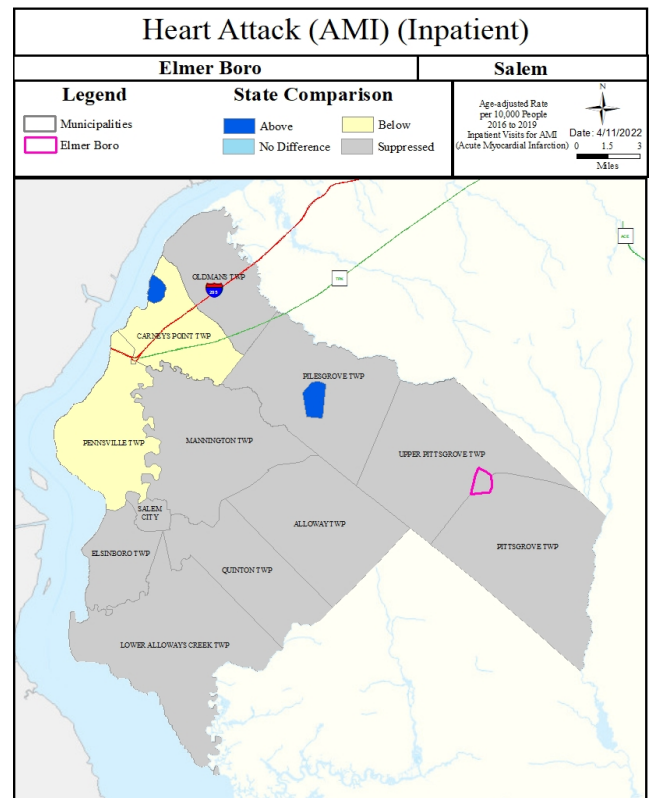 Heart Attack (AMI) (Inpatient)
Elmer Boro
Salem
Legend
Municipalities
Elmer Boro
State Comparison
Above
Below
No Difference
Suppressed
Age-adjusted Rate
per 10,000 People
2016 to 2019
Inpatient Visits for AMI
(Acute Myocardial Infarction)
N
Date: 4/11/2022
0 1.5 3
Miles
OLDMANS TWP
295
CARNEYS POINT TWP
PILESGROVE TWP
PENNSVILLE TWP
MANNINGTON TWP
UPPER PITTSGROVE TWP
SALEM
CITY
ALLOWAY TWP
ELSINBORO TWP
PITTSGROVE TWP
QUINTON TWP
LOWER ALLOWAYS CREEK TWP